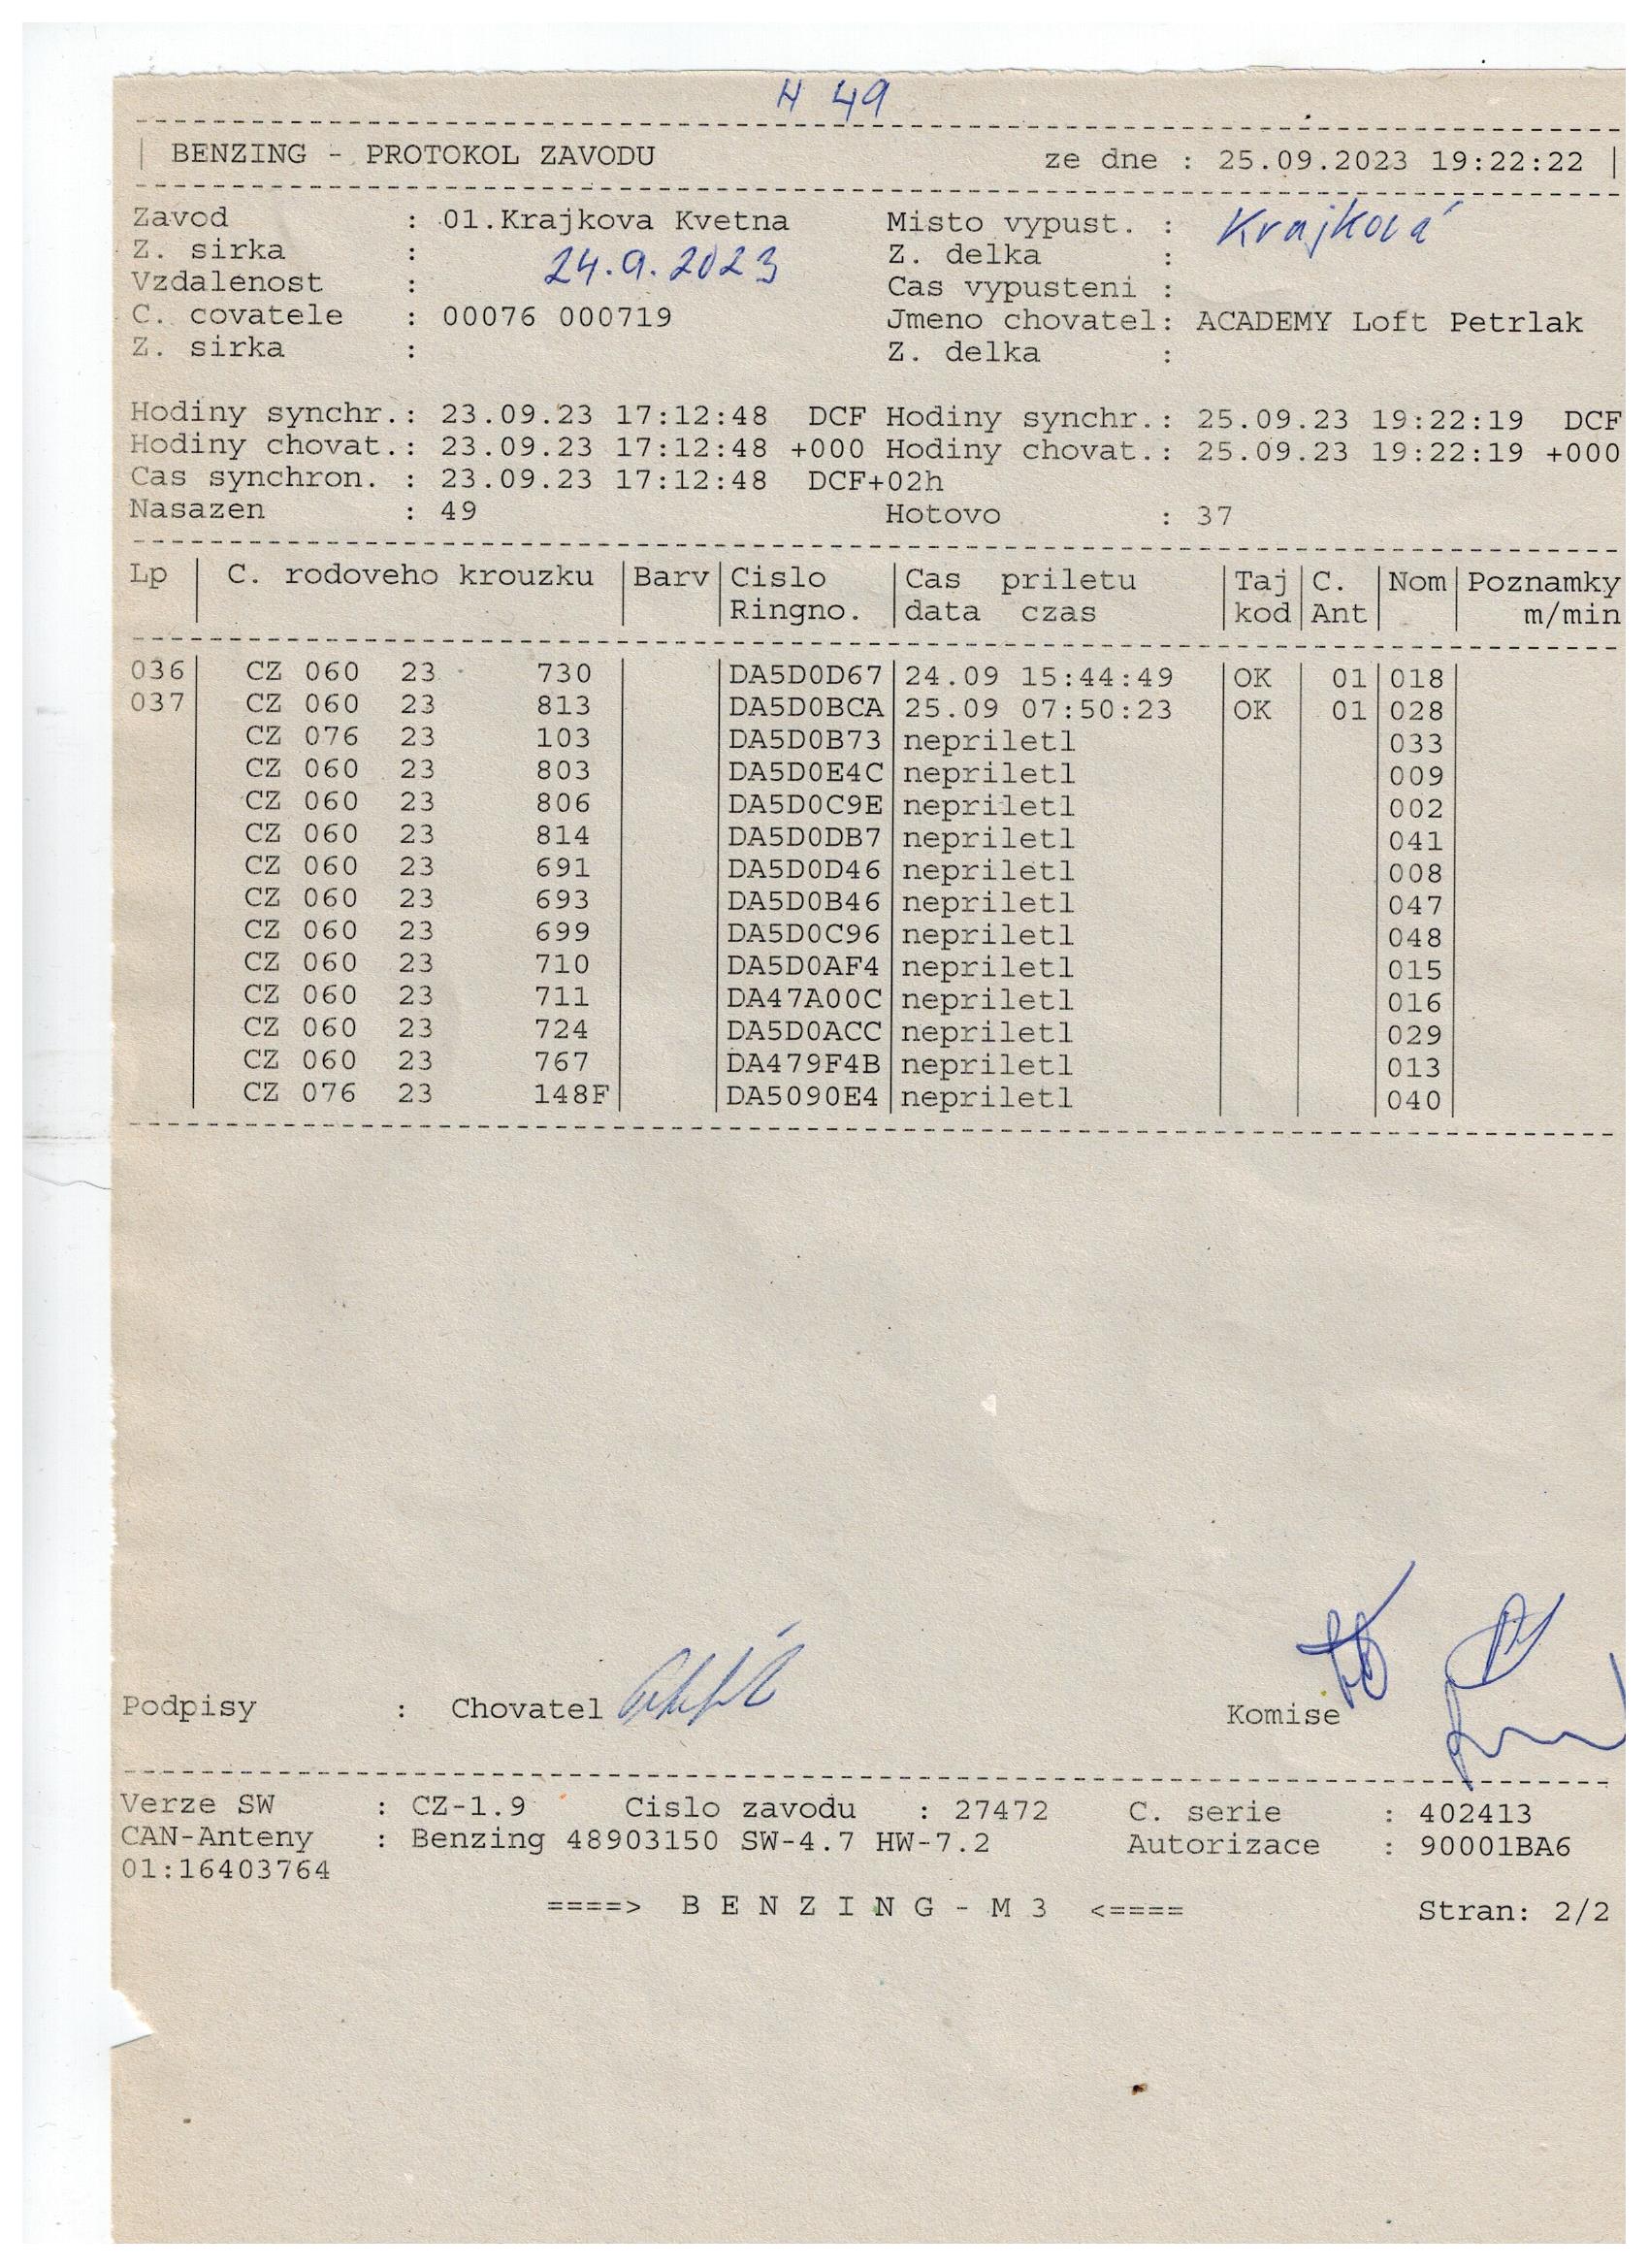 H 49
BENZING - PROTOKOL ZAVODU ze dne : 25.09.2023 19:22:22
Zavod : 01.Krajkova Kvetna Misto vypust. : Krajková
Z. sirka : Z. delka :
24.9.2023
Vzdalenost : Cas vypusteni :
C. covatele : 00076 000719 Jmeno chovatel: ACADEMY Loft Petrlak
Z. sirka : Z. delka :
Hodiny synchr.: 23.09.23 17:12:48 DCF Hodiny synchr.: 25.09.23 19:22:19 DCF
Hodiny chovat.: 23.09.23 17:12:48 +000 Hodiny chovat.: 25.09.23 19:22:19 +000
Cas synchron. : 23.09.23 17:12:48 DCF+02h
Nasazen : 49 Hotovo : 37
Lp | C. rodoveho krouzku |Barv|Cislo |Cas priletu |Taj|C. |Nom|Poznamky
Ringno. |data czas |kod|Ant| | m/min
036| CZ 060 23 730 | |DA5D0D67|24.09 15:44:49 |OK | 01|018|
037| CZ 060 23 813 | |DA5D0BCA|25.09 07:50:23 |OK | 01|028|
CZ 076 23 103 | |DA5D0B73|nepriletl | | |033|
CZ 060 23 803 | |DA5D0E4C|nepriletl | | |009|
CZ 060 23 806 | |DA5D0C9E|nepriletl | | |002|
CZ 060 23 814 | |DA5D0DB7|nepriletl | | |041|
CZ 060 23 691 | |DA5D0D46|nepriletl | | |008|
CZ 060 23 693 | |DA5D0B46|nepriletl | | |047|
CZ 060 23 699 | |DA5D0C96|nepriletl | | |048|
CZ 060 23 710 | |DA5D0AF4|nepriletl | | |015|
CZ 060 23 711 | |DA47A00C|nepriletl | | |016|
CZ 060 23 724 | |DA5D0ACC|nepriletl | | |029|
CZ 060 23 767 | |DA479F4B|nepriletl | | |013|
CZ 076 23 148F| |DA5090E4|nepriletl | | |040|
Podpisy : Chovatel Komise
Verze SW : CZ-1.9 Cislo zavodu : 27472 C. serie : 402413
CAN-Anteny : Benzing 48903150 SW-4.7 HW-7.2 Autorizace : 90001BA6
01:16403764
====> B E N Z I N G - M 3 <==== Stran: 2/2